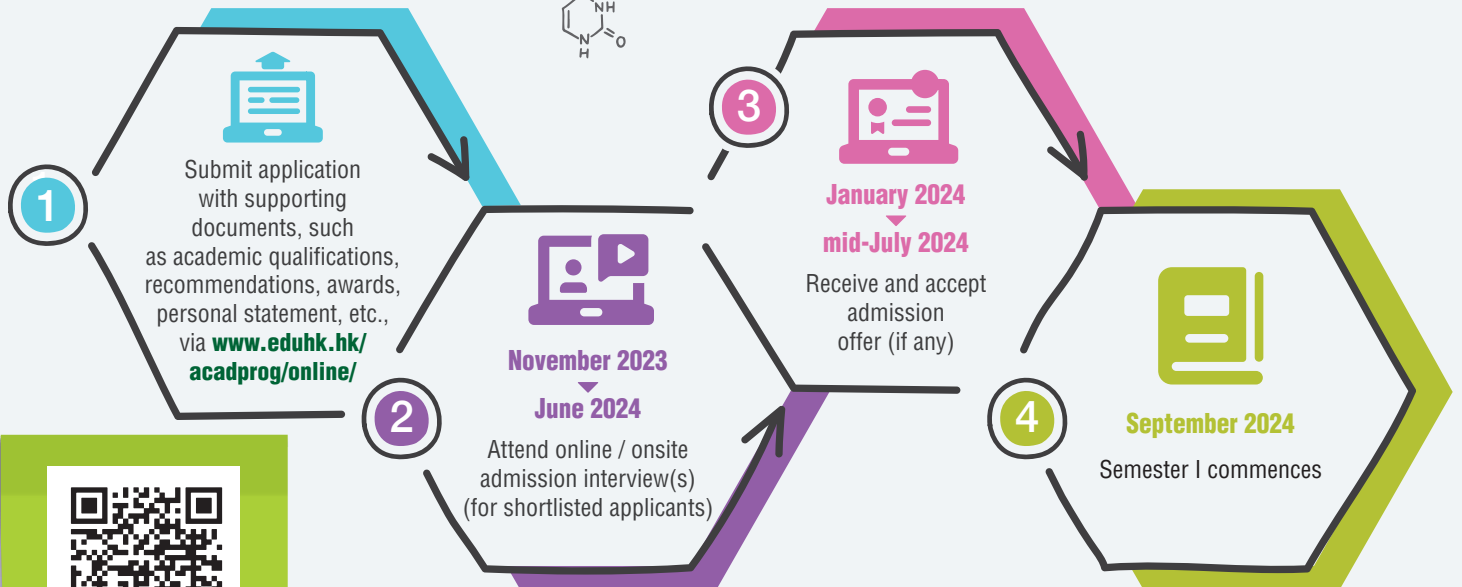 NH
N
H
O
1
Submit application
with supporting
documents, such
as academic qualifications,
recommendations, awards,
personal statement, etc.,
via www.eduhk.hk/
acadprog/online/
2
November 2023
June 2024
Attend online / onsite
admission interview(s)
(for shortlisted applicants)
3
January 2024
mid-July 2024
Receive and accept
admission
offer (if any)
4
September 2024
Semester I commences